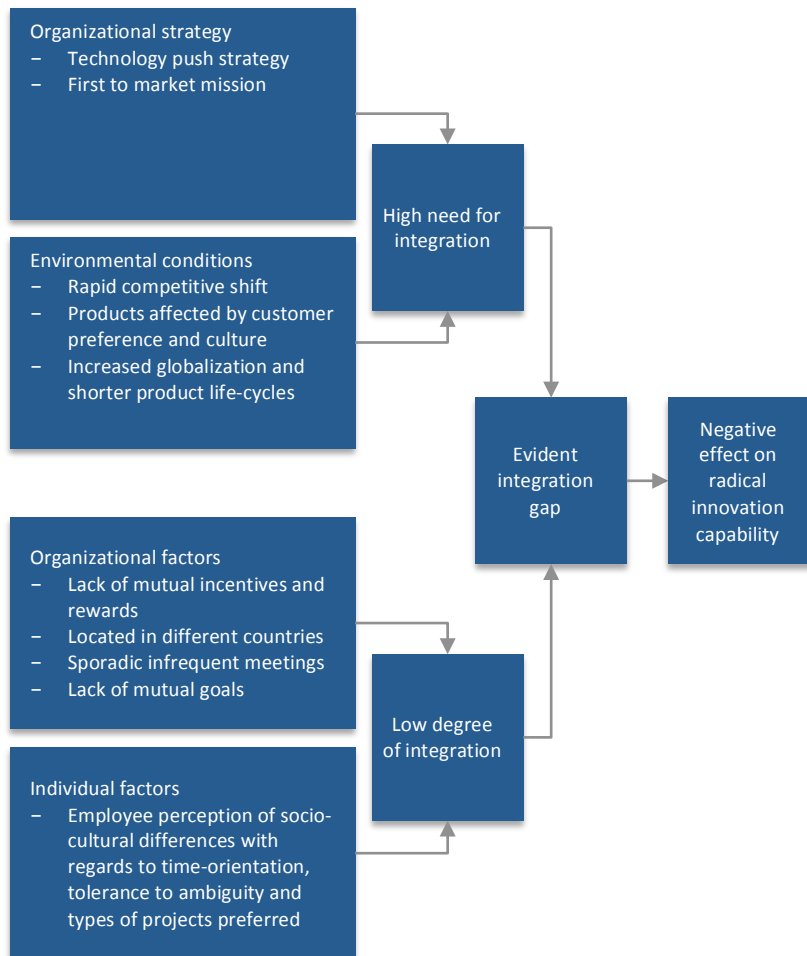 Organizational strategy
− Technology push strategy
− First to market mission
High need for
integration
Environmental conditions
− Rapid competitive shift
− Products affected by customer
preference and culture
− Increased globalization and
shorter product life-cycles
Evident
integration
gap
Negative
effect on
radical
innovation
capability
Organizational factors
− Lack of mutual incentives and
rewards
− Located in different countries
− Sporadic infrequent meetings
− Lack of mutual goals
Low degree
of integration
Individual factors
− Employee perception of socio-
cultural differences with
regards to time-orientation,
tolerance to ambiguity and
types of projects preferred